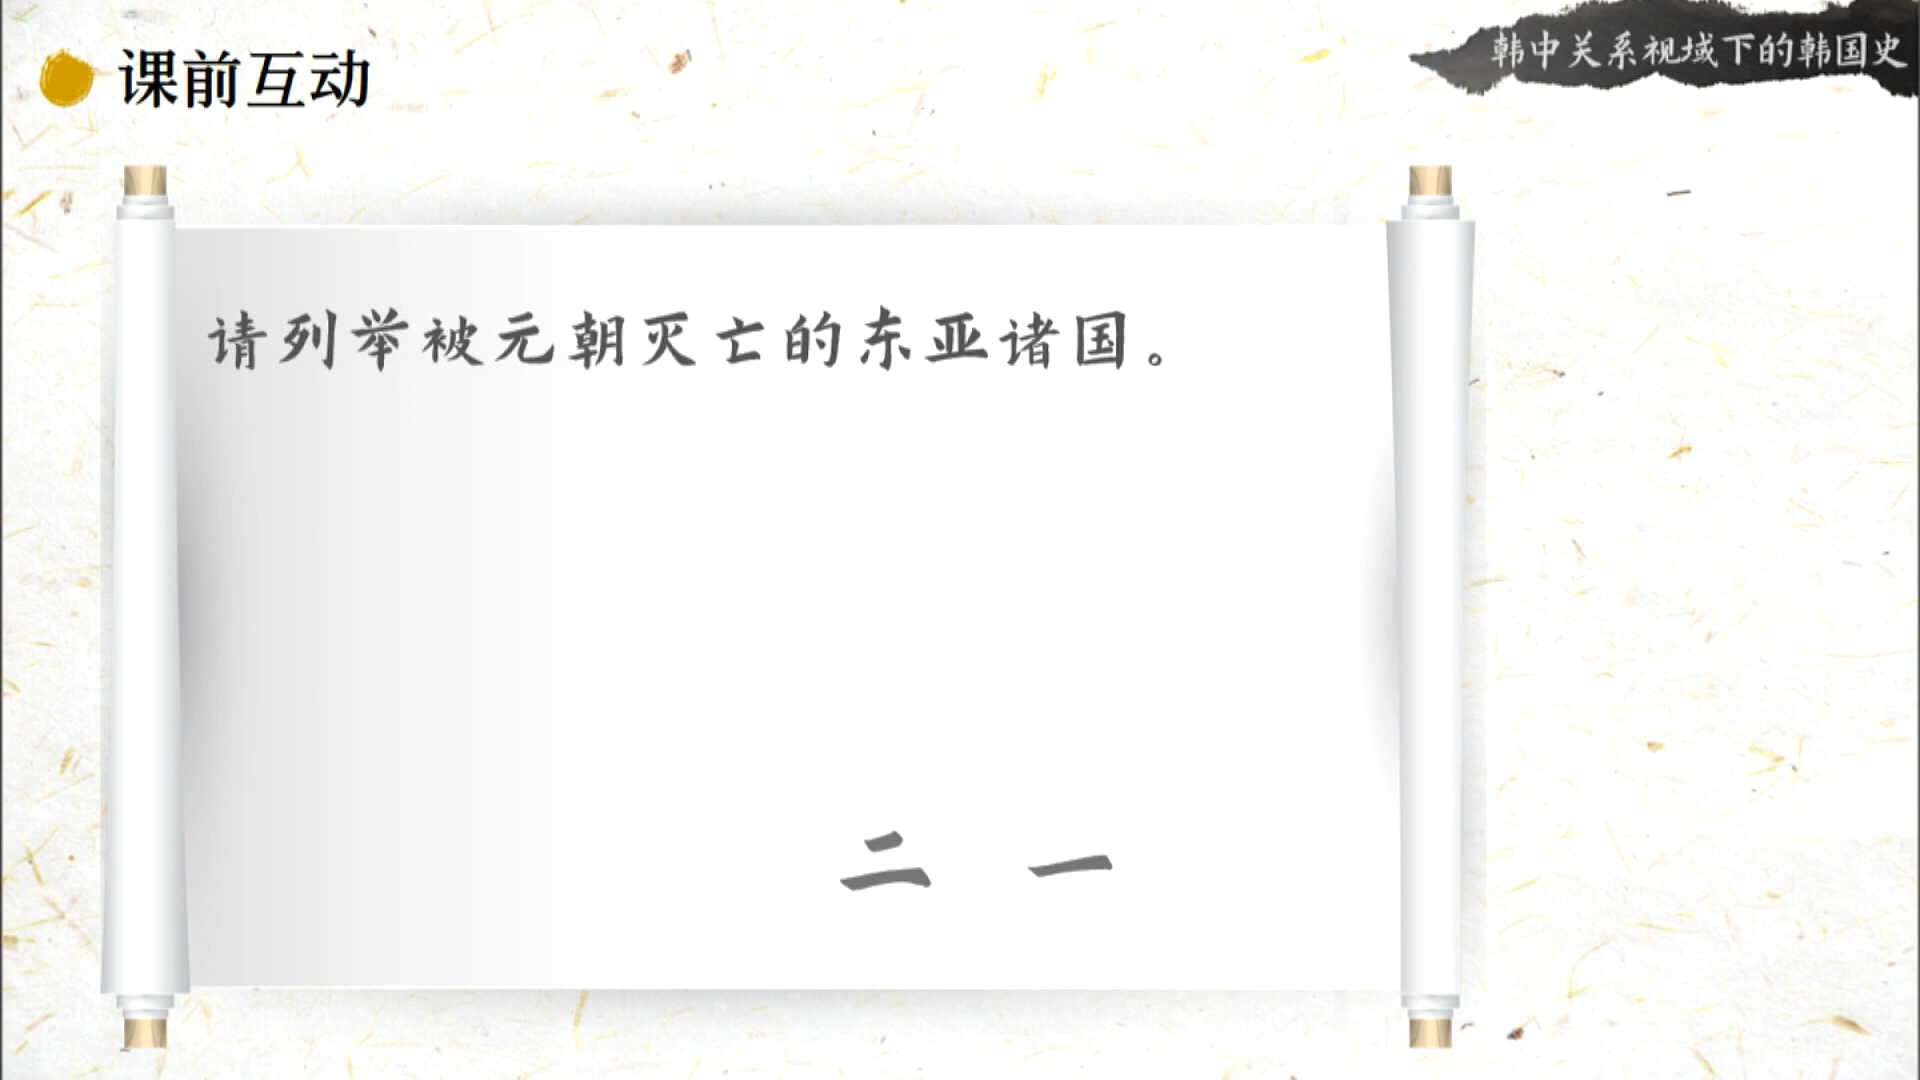 课前互动
韩中关系视域下的韩国史
请列举被元朝灭亡的东亚诸国。
二 一